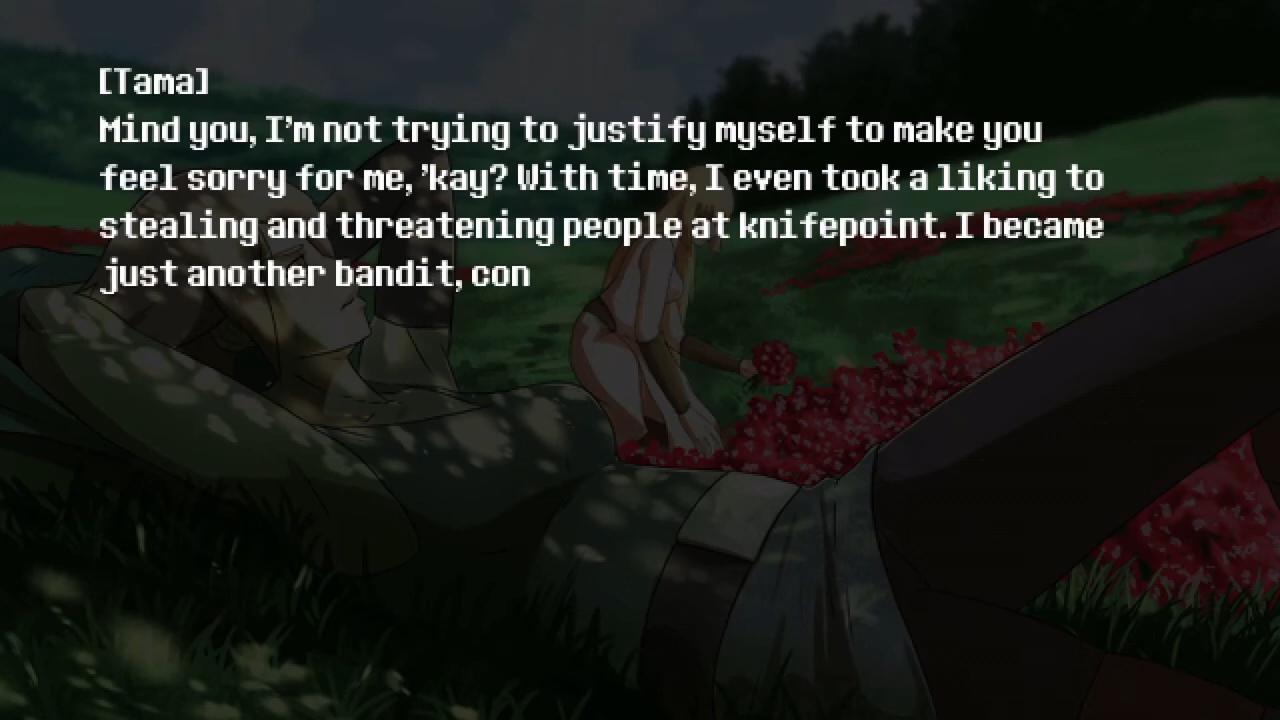 [Tama]
Mind you, I'm not trying to justify myself to make you
feel sorry for me, 'kay? With time, I even took a liking to
stealing and threatening people at knifepoint. I became
just another bandit, con